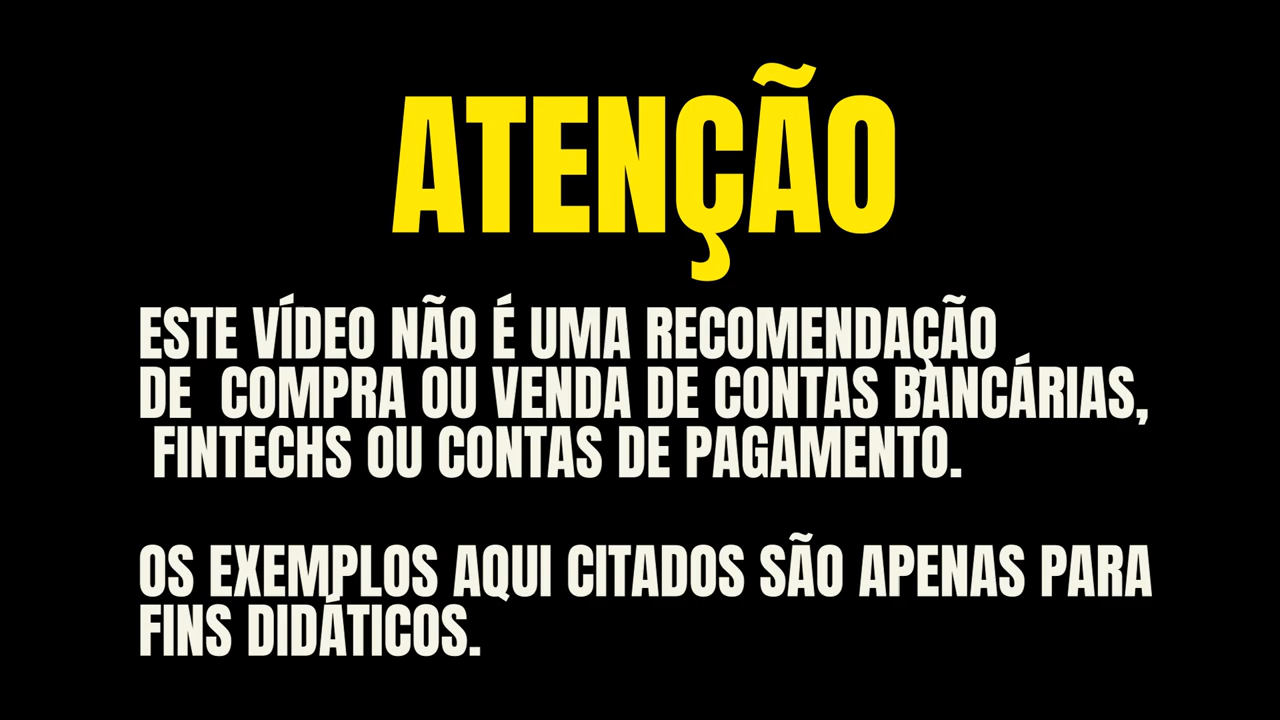 ATENÇÃO
ESTE VÍDEO NÃO É UMA RECOMENDAÇÃO
DE COMPRA OU VENDA DE CONTAS BANCÁRIAS,
FINTECHS OU CONTAS DE PAGAMENTO.
OS EXEMPLOS AQUI CITADOS SÃO APENAS PARA
FINS DIDÁTICOS.